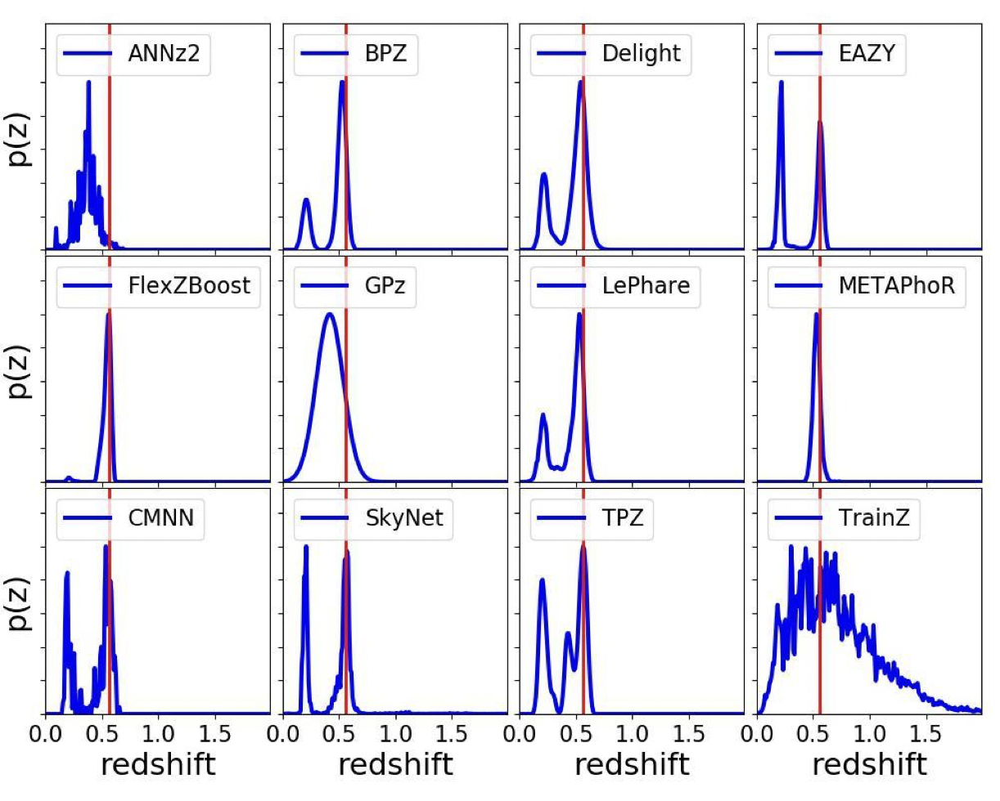 ANNz2
BPZ
Delight
EAZY
p(z)
FlexZBoost
GPz
LePhare
METAPhoR
p(z)
CMNN
SkyNet
TPZ
TrainZ
p(z)
0.0 0.5 1.0 1.5
0.0 0.5 1.0 1.5
0.0 0.5 1.0 1.5
0.0 0.5 1.0 1.5
redshift
redshift
redshift
redshift